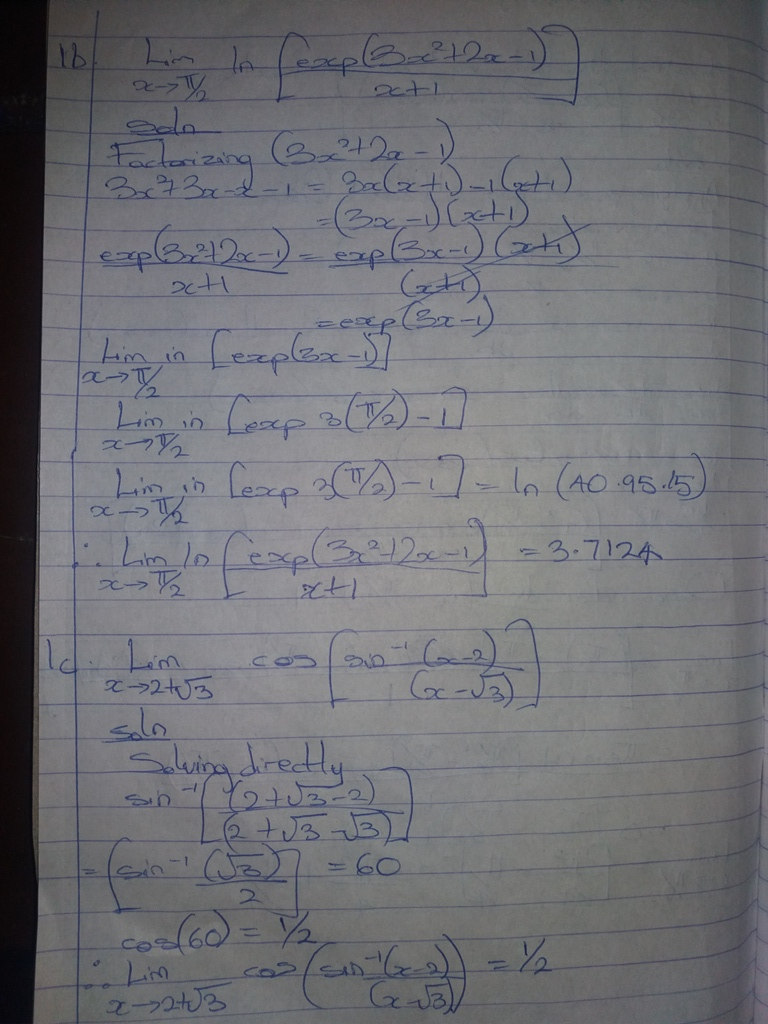 1b. Lim x→π/2 ln [exp(3x²+2x-1) / x+1]
Soln
Factorizing (3x²+2x-1)
3x²+3x-x-1 = 3x(x+1)-1(x+1)
=(3x-1)(x+1)
exp(3x²+2x-1) / x+1 = exp(3x-1)(x+1) / (x+1)
=exp(3x-1)
Lim x→π/2 in [exp(3x-1)]
Lim x→π/2 in [exp 3(π/2)-1]
Lim x→π/2 in [exp 3(π/2)-1] = ln (40.95.15)
∴ Lim x→π/2 ln [exp(3x²+2x-1) / x+1] = 3.7124
1c. Lim x→2+√3 cos [sin⁻¹ (x-2) / (x-√3)]
Soln
Solving directly
sin⁻¹ [(2+√3-2) / (2+√3-√3)]
= [sin⁻¹ (√3) / 2] = 60
cos(60) = 1/2
∴ Lim x→2+√3 cos (sin⁻¹(x-2) / (x-√3)) = 1/2